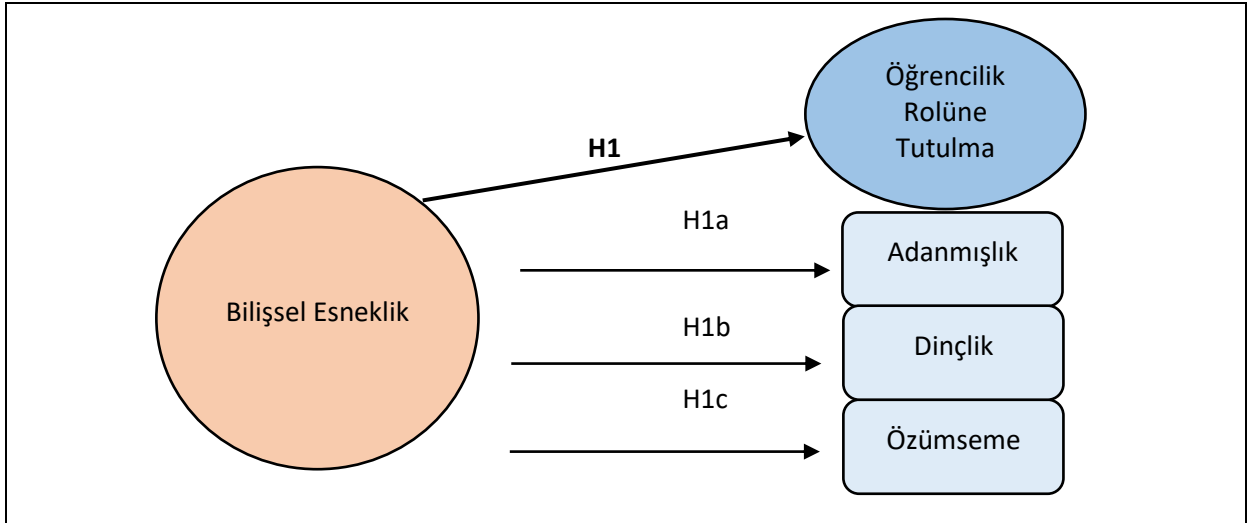 Öğrencilik
Rolüne
Tutulma
H1
H1a
Adanmışlık
Bilişsel Esneklik
H1b
Dinçlik
H1c
Özümseme